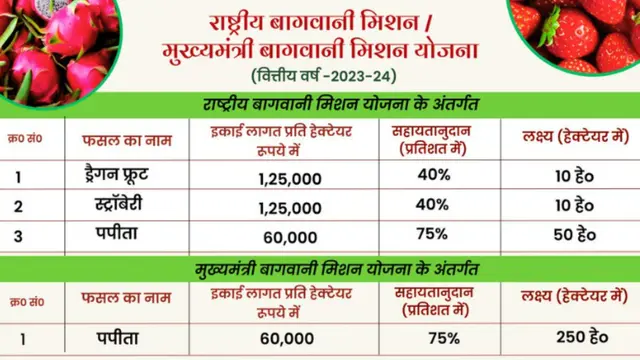 राष्ट्रीय बागवानी मिशन /
मुख्यमंत्री बागवानी मिशन योजना
(वित्तीय वर्ष -2023-24)
राष्ट्रीय बागवानी मिशन योजना के अंतर्गत
क्र० सं० फसल का नाम इकाई लागत प्रति हेक्टेयर रूपये में सहायतानुदान (प्रतिशत में) लक्ष्य (हेक्टेयर में)
1 ड्रैगन फ्रूट 1,25,000 40% 10 हे०
2 स्ट्रॉबेरी 1,25,000 40% 10 हे०
3 पपीता 60,000 75% 50 हे०
मुख्यमंत्री बागवानी मिशन योजना के अंतर्गत
क्र० सं० फसल का नाम इकाई लागत प्रति हेक्टेयर रूपये में सहायतानुदान (प्रतिशत में) लक्ष्य (हेक्टेयर में)
1 पपीता 60,000 75% 250 हे०